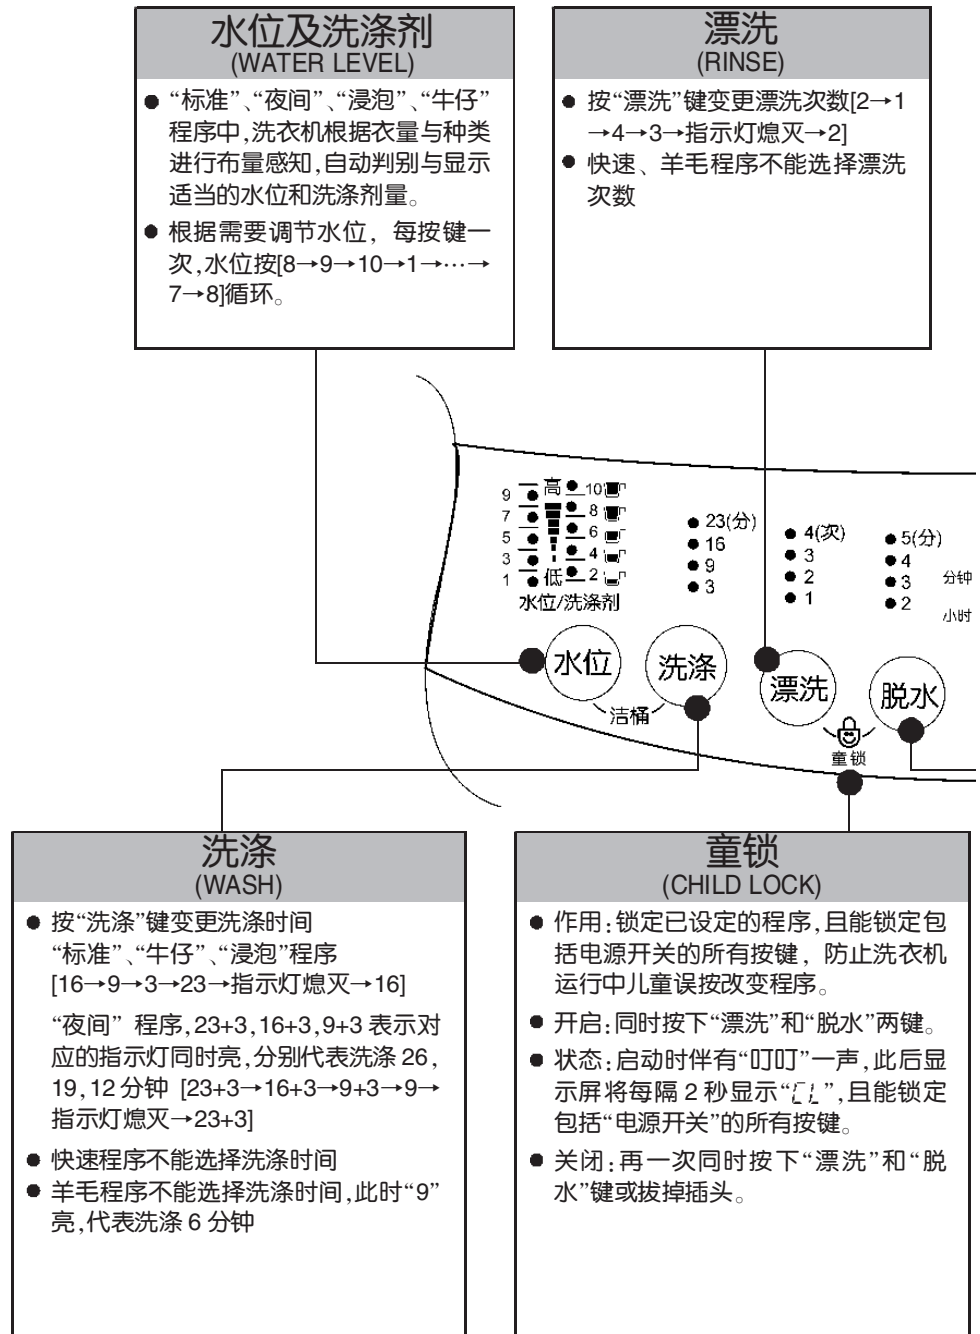 水位及洗涤剂
(WATER LEVEL)
● “标准”、“夜间”、“浸泡”、“牛仔”
程序中,洗衣机根据衣量与种类
进行布量感知,自动判别与显示
适当的水位和洗涤剂量。
● 根据需要调节水位，每按键一
次,水位按[8→9→10→1→…→
7→8]循环。
漂洗
(RINSE)
● 按“漂洗”键变更漂洗次数[2→1
→4→3→指示灯熄灭→2]
● 快速、羊毛程序不能选择漂洗
次数
9 高 10
7 8
5 6
3 4
1 低 2
水位/洗涤剂
● 23(分)
● 16
● 9
● 3
● 4(次)
● 3
● 2
● 1
● 5(分)
● 4
● 3
● 2
分钟
小时
水位
洗涤
洁桶
漂洗
脱水
童锁
洗涤
(WASH)
● 按“洗涤”键变更洗涤时间
“标准”、“牛仔”、“浸泡”程序
[16→9→3→23→指示灯熄灭→16]
“夜间” 程序,23+3,16+3,9+3 表示对
应的指示灯同时亮,分别代表洗涤 26,
19,12 分钟 [23+3→16+3→9+3→9→
指示灯熄灭→23+3]
● 快速程序不能选择洗涤时间
● 羊毛程序不能选择洗涤时间,此时“9”
亮,代表洗涤 6 分钟
童锁
(CHILD LOCK)
● 作用:锁定已设定的程序,且能锁定包
括电源开关的所有按键，防止洗衣机
运行中儿童误按改变程序。
● 开启:同时按下“漂洗”和“脱水”两键。
● 状态:启动时伴有“叮叮”一声,此后显
示屏将每隔 2 秒显示“CL”,且能锁定
包括“电源开关”的所有按键。
● 关闭:再一次同时按下“漂洗”和“脱
水”键或拔掉插头。